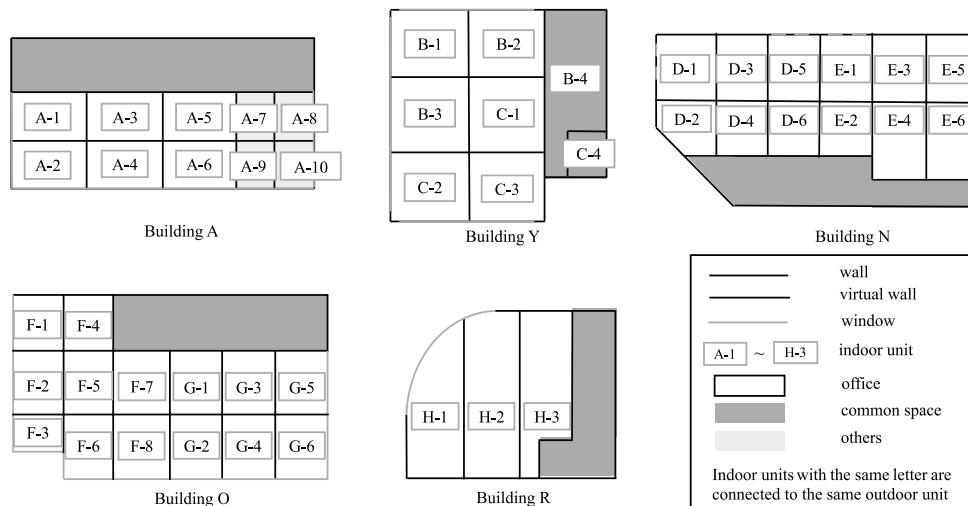 B-1 B-2
B-4
B-3 C-1
C-4
C-2 C-3
Building Y
A-1 A-3 A-5 A-7 A-8
A-2 A-4 A-6 A-9 A-10
Building A
D-1 D-3 D-5 E-1 E-3 E-5
D-2 D-4 D-6 E-2 E-4 E-6
Building N
F-1 F-4
F-2 F-5 F-7 G-1 G-3 G-5
F-3
F-6 F-8 G-2 G-4 G-6
Building O
H-1 H-2 H-3
Building R
wall
virtual wall
window
A-1 ~ H-3 indoor unit
office
common space
others
Indoor units with the same letter are
connected to the same outdoor unit